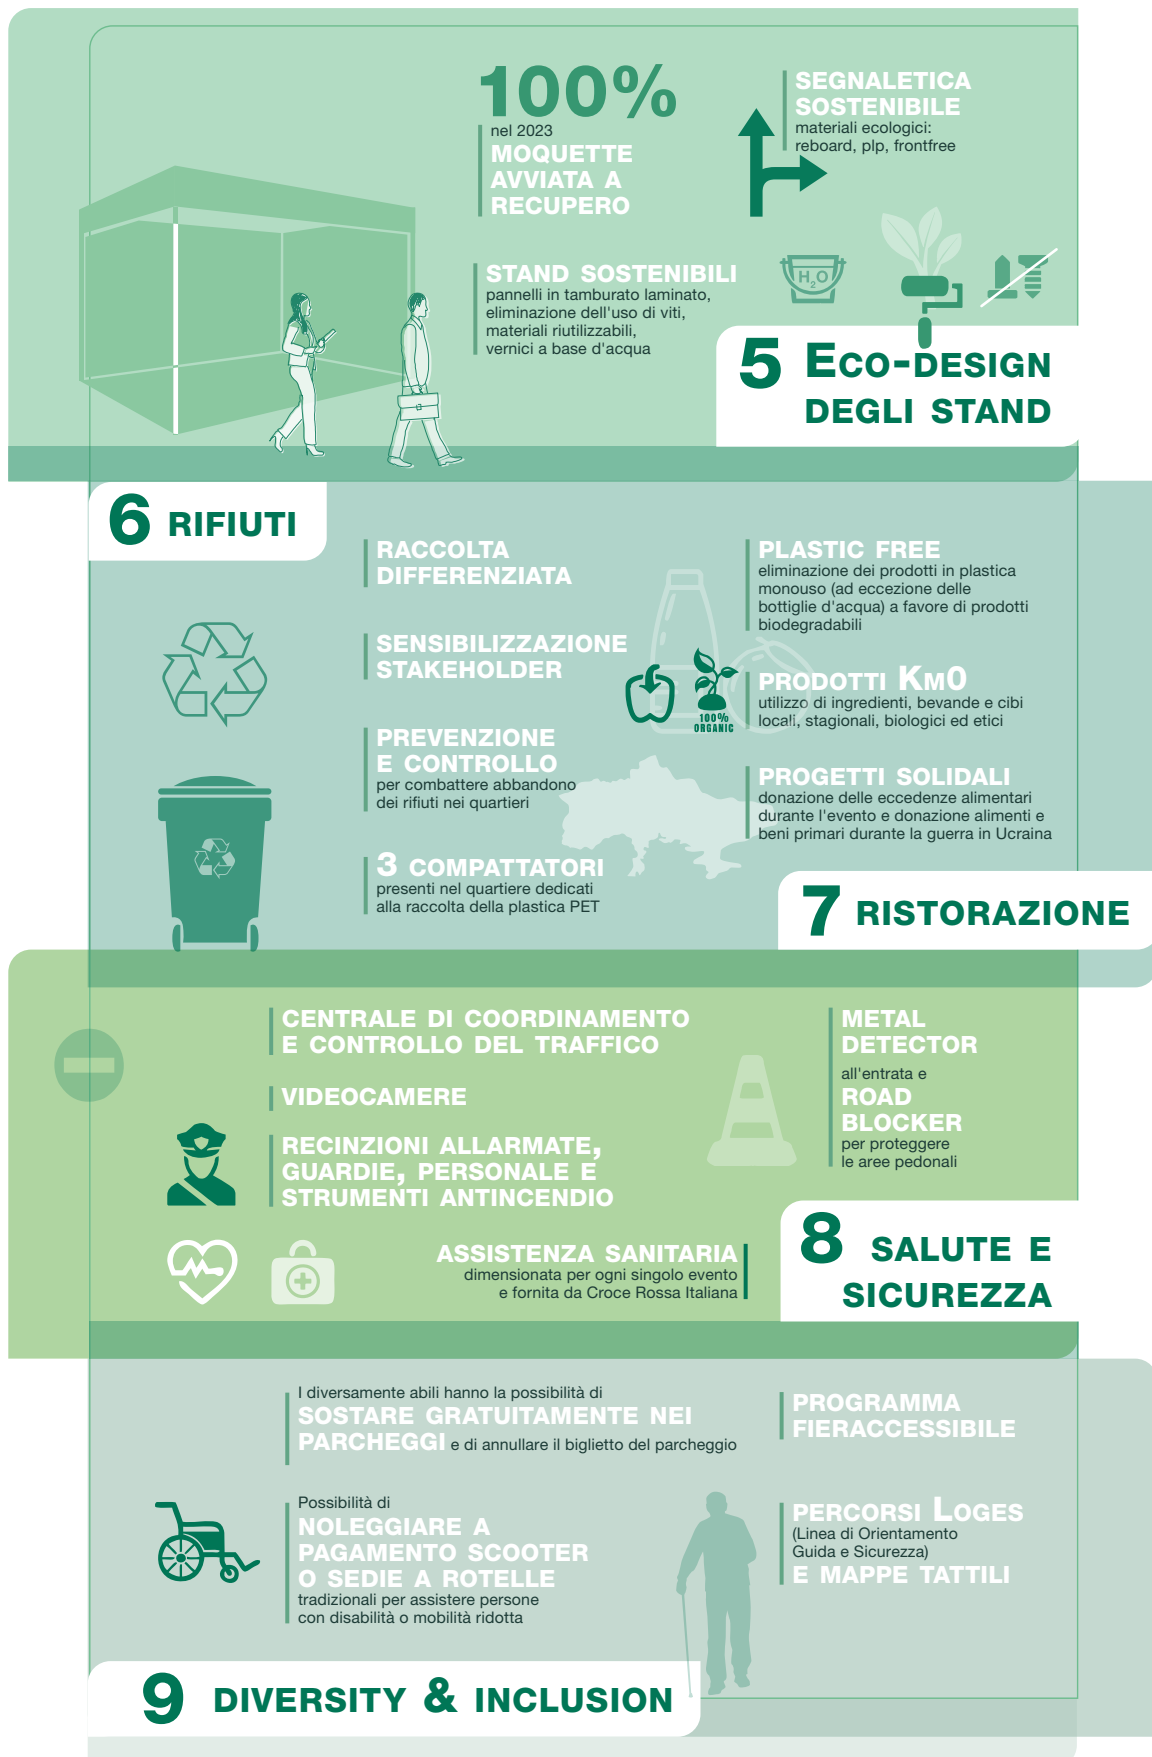 100%
nel 2023
MOQUETTE
AVVIATA A
RECUPERO
SEGNALETICA
SOSTENIBILE
materiali ecologici:
reboard, plp, frontfree
STAND SOSTENIBILI
pannelli in tamburato laminato,
eliminazione dell'uso di viti,
materiali riutilizzabili,
vernici a base d'acqua
H2O
5 ECO-DESIGN
DEGLI STAND
6 RIFIUTI
RACCOLTA
DIFFERENZIATA
SENSIBILIZZAZIONE
STAKEHOLDER
PREVENZIONE
E CONTROLLO
per combattere abbandono
dei rifiuti nei quartieri
3 COMPATTATORI
presenti nel quartiere dedicati
alla raccolta della plastica PET
PLASTIC FREE
eliminazione dei prodotti in plastica
monouso (ad eccezione delle
bottiglie d'acqua) a favore di prodotti
biodegradabili
100%
ORGANIC
PRODOTTI KM0
utilizzo di ingredienti, bevande e cibi
locali, stagionali, biologici ed etici
PROGETTI SOLIDALI
donazione delle eccedenze alimentari
durante l'evento e donazione alimenti e
beni primari durante la guerra in Ucraina
7 RISTORAZIONE
CENTRALE DI COORDINAMENTO
E CONTROLLO DEL TRAFFICO
VIDEOCAMERE
RECINZIONI ALLARMATE,
GUARDIE, PERSONALE E
STRUMENTI ANTINCENDIO
ASSISTENZA SANITARIA
dimensionata per ogni singolo evento
e fornita da Croce Rossa Italiana
METAL
DETECTOR
all'entrata e
ROAD
BLOCKER
per proteggere
le aree pedonali
8 SALUTE E
SICUREZZA
I diversamente abili hanno la possibilità di
SOSTARE GRATUITAMENTE NEI
PARCHEGGI e di annullare il biglietto del parcheggio
Possibilità di
NOLEGGIARE A
PAGAMENTO SCOOTER
O SEDIE A ROTELLE
tradizionali per assistere persone
con disabilità o mobilità ridotta
PROGRAMMA
FIERACCESSIBILE
PERCORSI LOGES
(Linea di Orientamento
Guida e Sicurezza)
E MAPPE TATTILI
9 DIVERSITY & INCLUSION